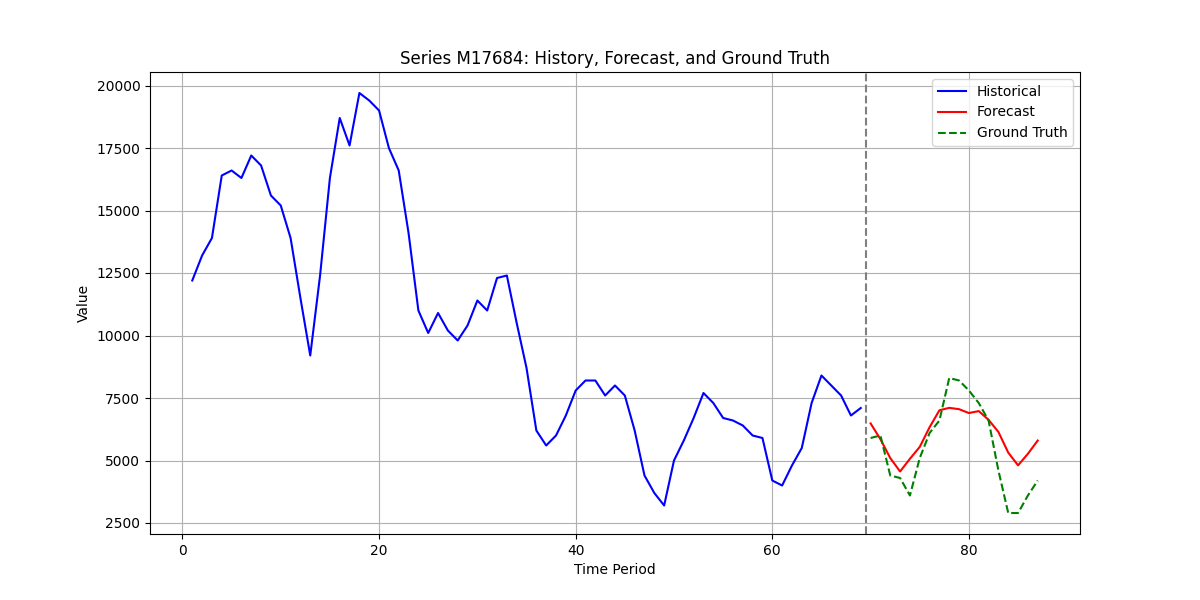 Series M17684: History, Forecast, and Ground Truth
20000
17500
15000
12500
10000
7500
5000
2500
Value
0
20
40
60
80
Time Period
Historical
Forecast
Ground Truth